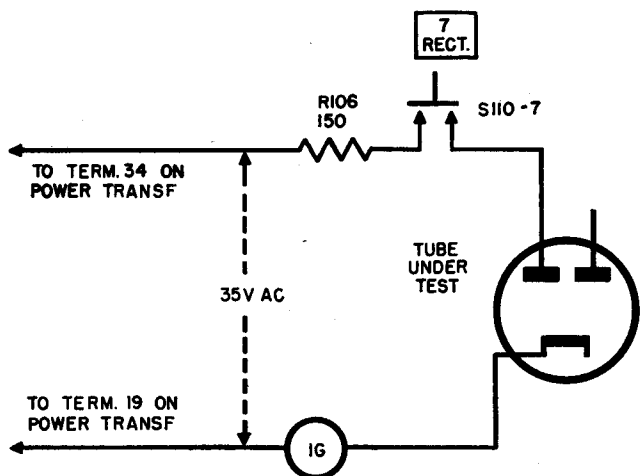 7
RECT.
R106
150
S110-7
TO TERM. 34 ON
POWER TRANSF
TUBE
UNDER
TEST
35V AC
TO TERM. 19 ON
POWER TRANSF
IG